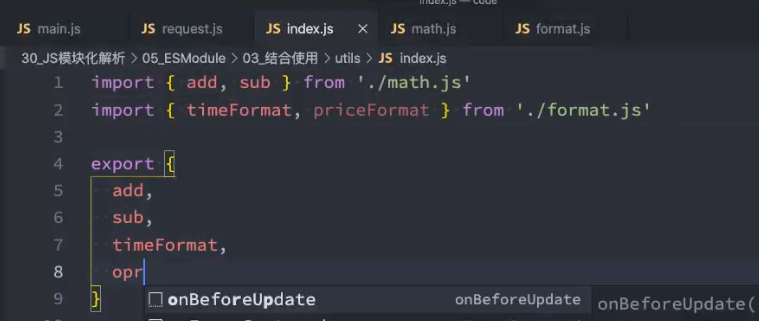 index.js — code
JS main.js JS request.js JS index.js × JS math.js JS format.js
30_JS模块化解析 > 05_ESModule > 03_结合使用 > utils > JS index.js
1 import { add, sub } from './math.js'
2 import { timeFormat, priceFormat } from './format.js'
3
4 export {
5 add,
6 sub,
7 timeFormat,
8 opr
9 }
onBeforeUpdate onBeforeUpdate onBeforeUpdate(